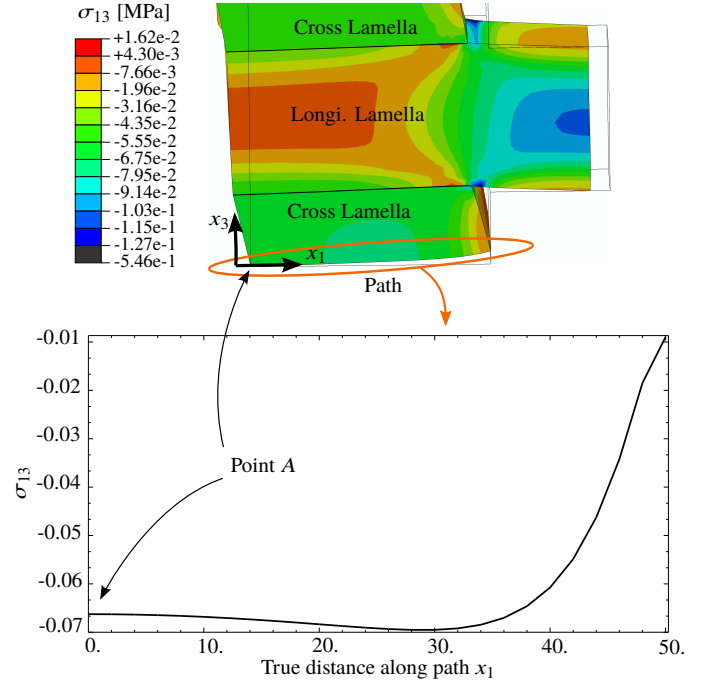 σ13 [MPa]
+1.62e-2
+4.30e-3
-7.66e-3
-1.96e-2
-3.16e-2
-4.35e-2
-5.55e-2
-6.75e-2
-7.95e-2
-9.14e-2
-1.03e-1
-1.15e-1
-1.27e-1
-5.46e-1
Cross Lamella
Longi. Lamella
Cross Lamella
x3
x1
Path
-0.01
-0.02
-0.03
-0.04
-0.05
-0.06
-0.07
σ13
Point A
0.
10.
20.
30.
40.
50.
True distance along path x1